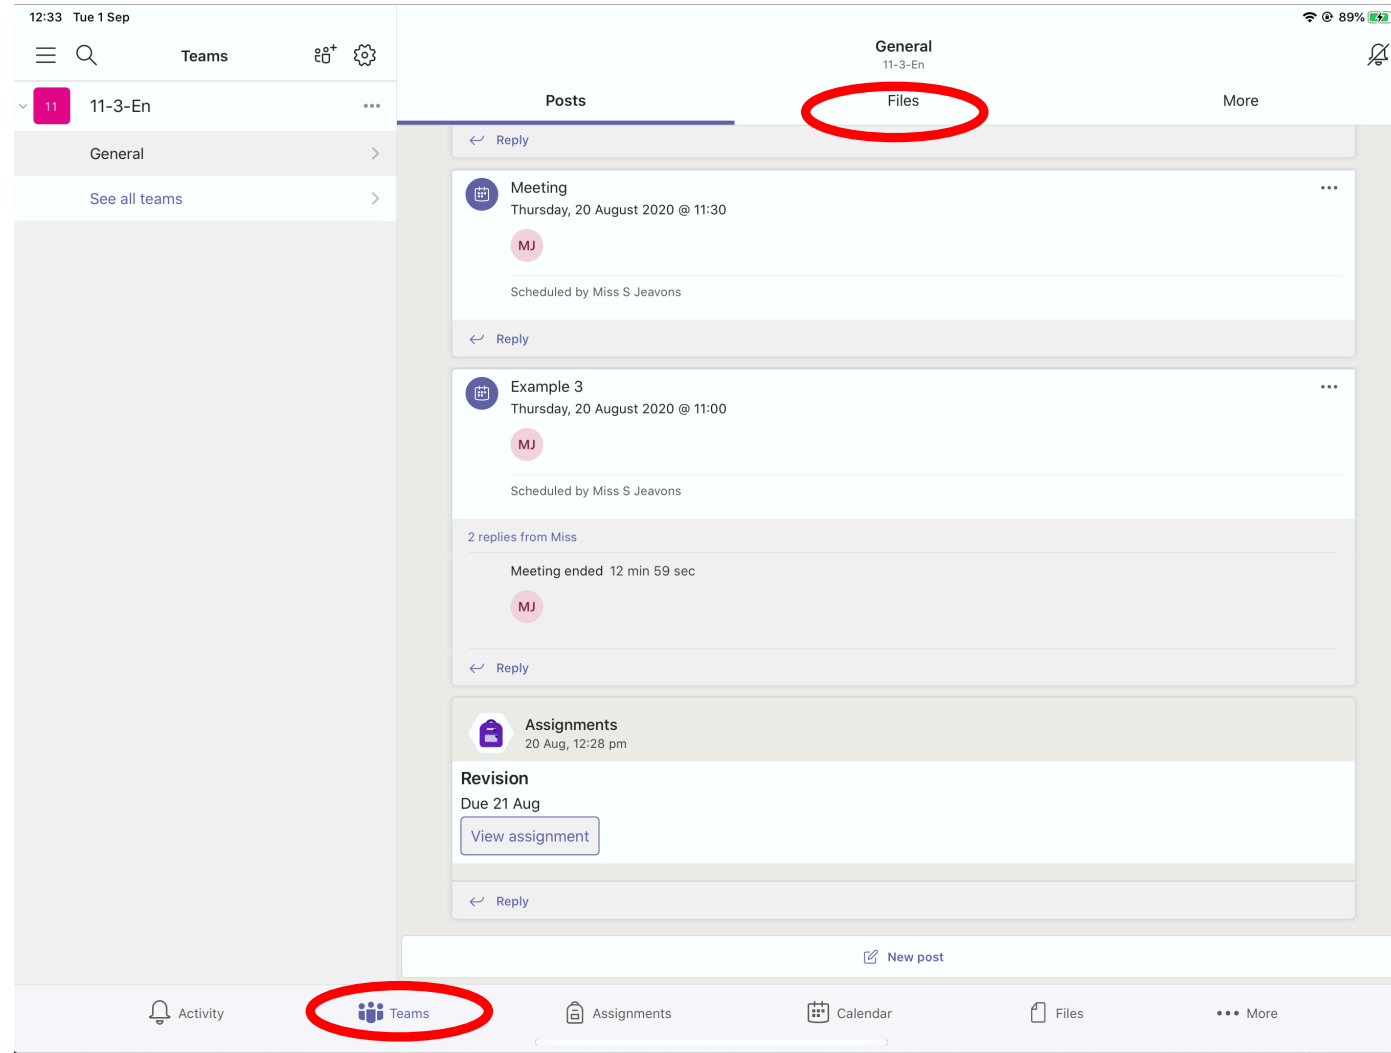 12:33 Tue 1 Sep
89%
Teams
General
11-3-En
11 11-3-En
Posts
Files
More
General
See all teams
Reply
Meeting
Thursday, 20 August 2020 @ 11:30
MJ
Scheduled by Miss S Jeavons
Reply
Example 3
Thursday, 20 August 2020 @ 11:00
MJ
Scheduled by Miss S Jeavons
2 replies from Miss
Meeting ended 12 min 59 sec
MJ
Reply
Assignments
20 Aug, 12:28 pm
Revision
Due 21 Aug
View assignment
Reply
New post
Activity
Teams
Assignments
Calendar
Files
More